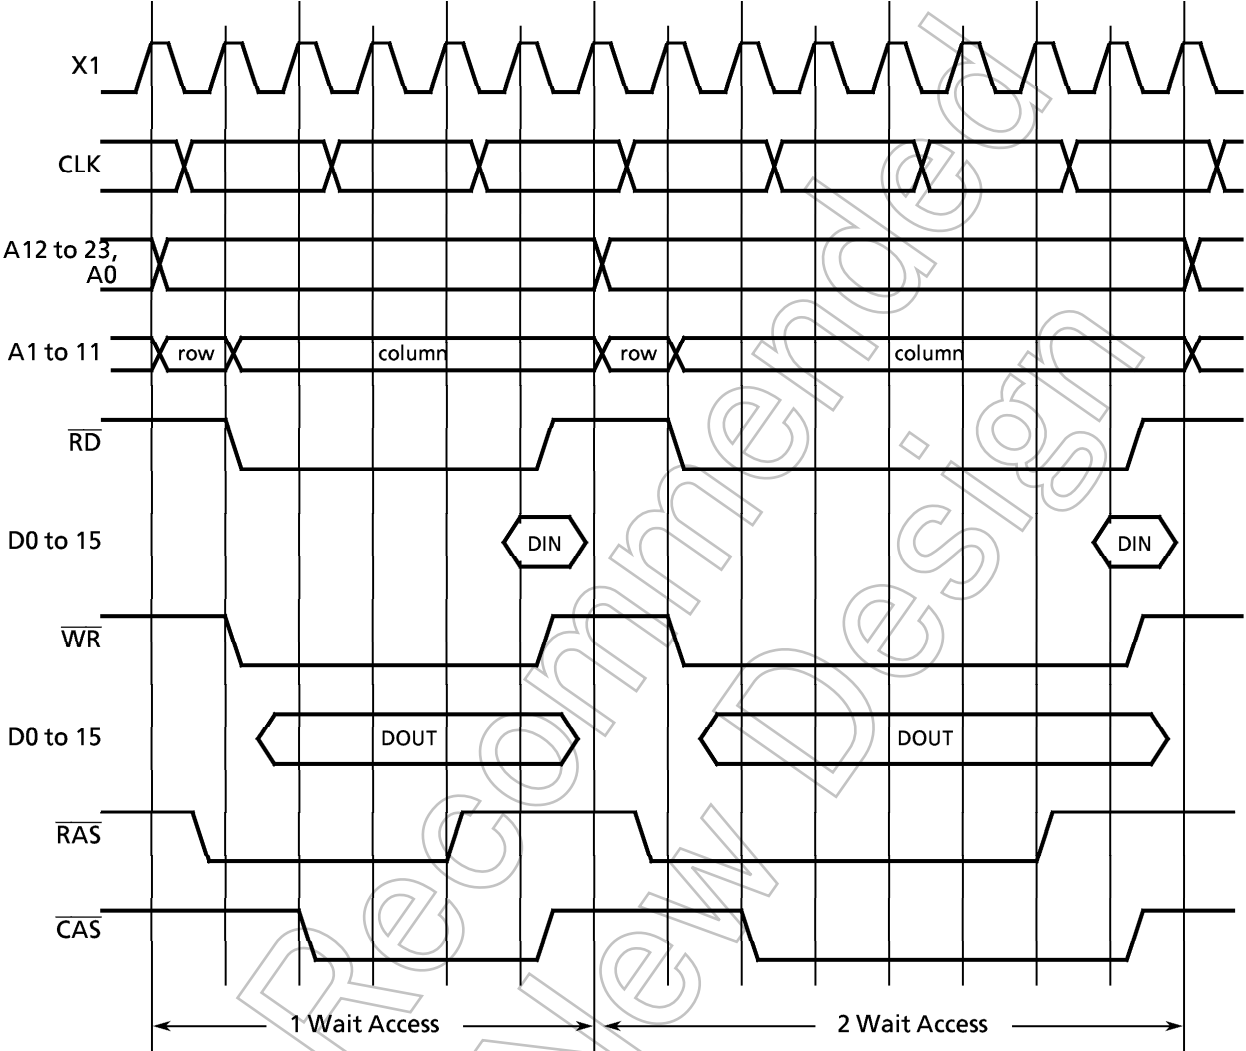 X1
CLK
A12 to 23,
A0
A1 to 11
row
column
row
column
RD
D0 to 15
DIN
DIN
WR
D0 to 15
DOUT
DOUT
RAS
CAS
1 Wait Access
2 Wait Access
Recommended
New Design